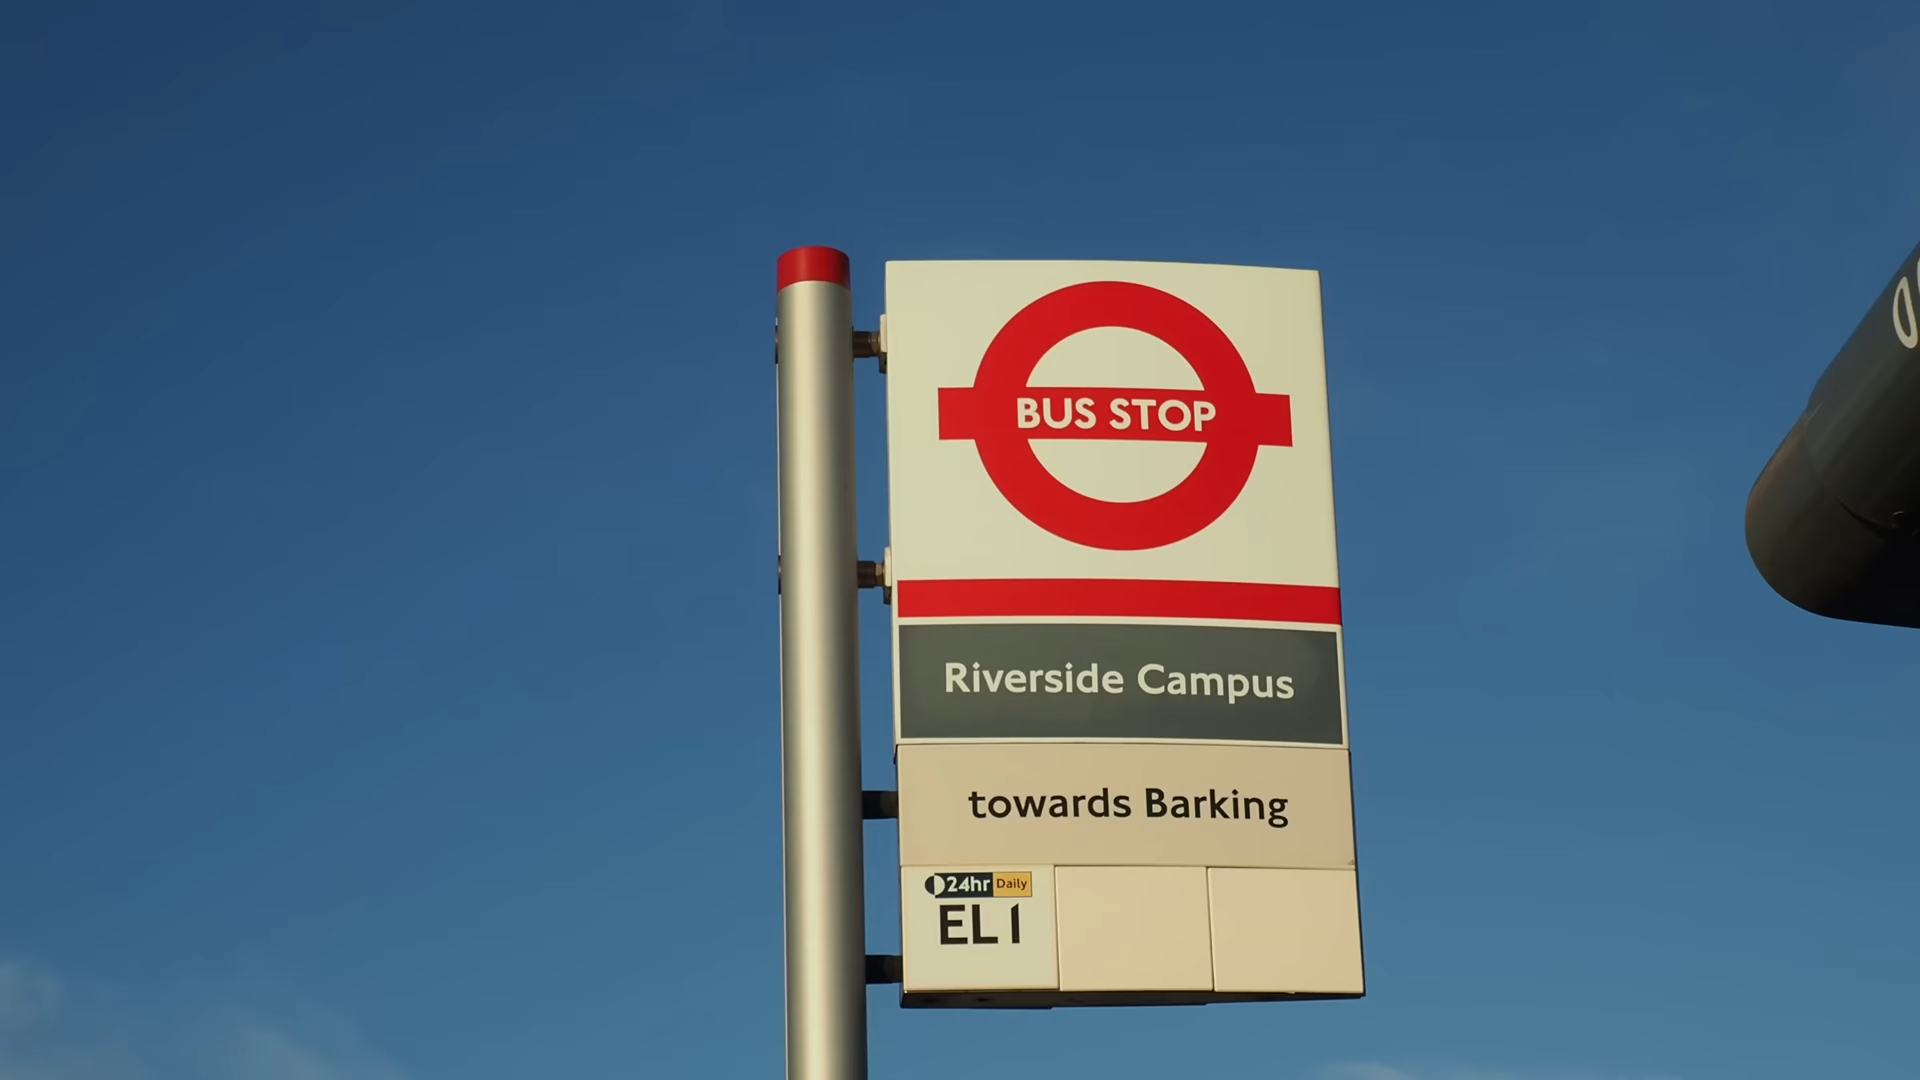 BUS STOP
Riverside Campus
towards Barking
24hr Daily
EL1